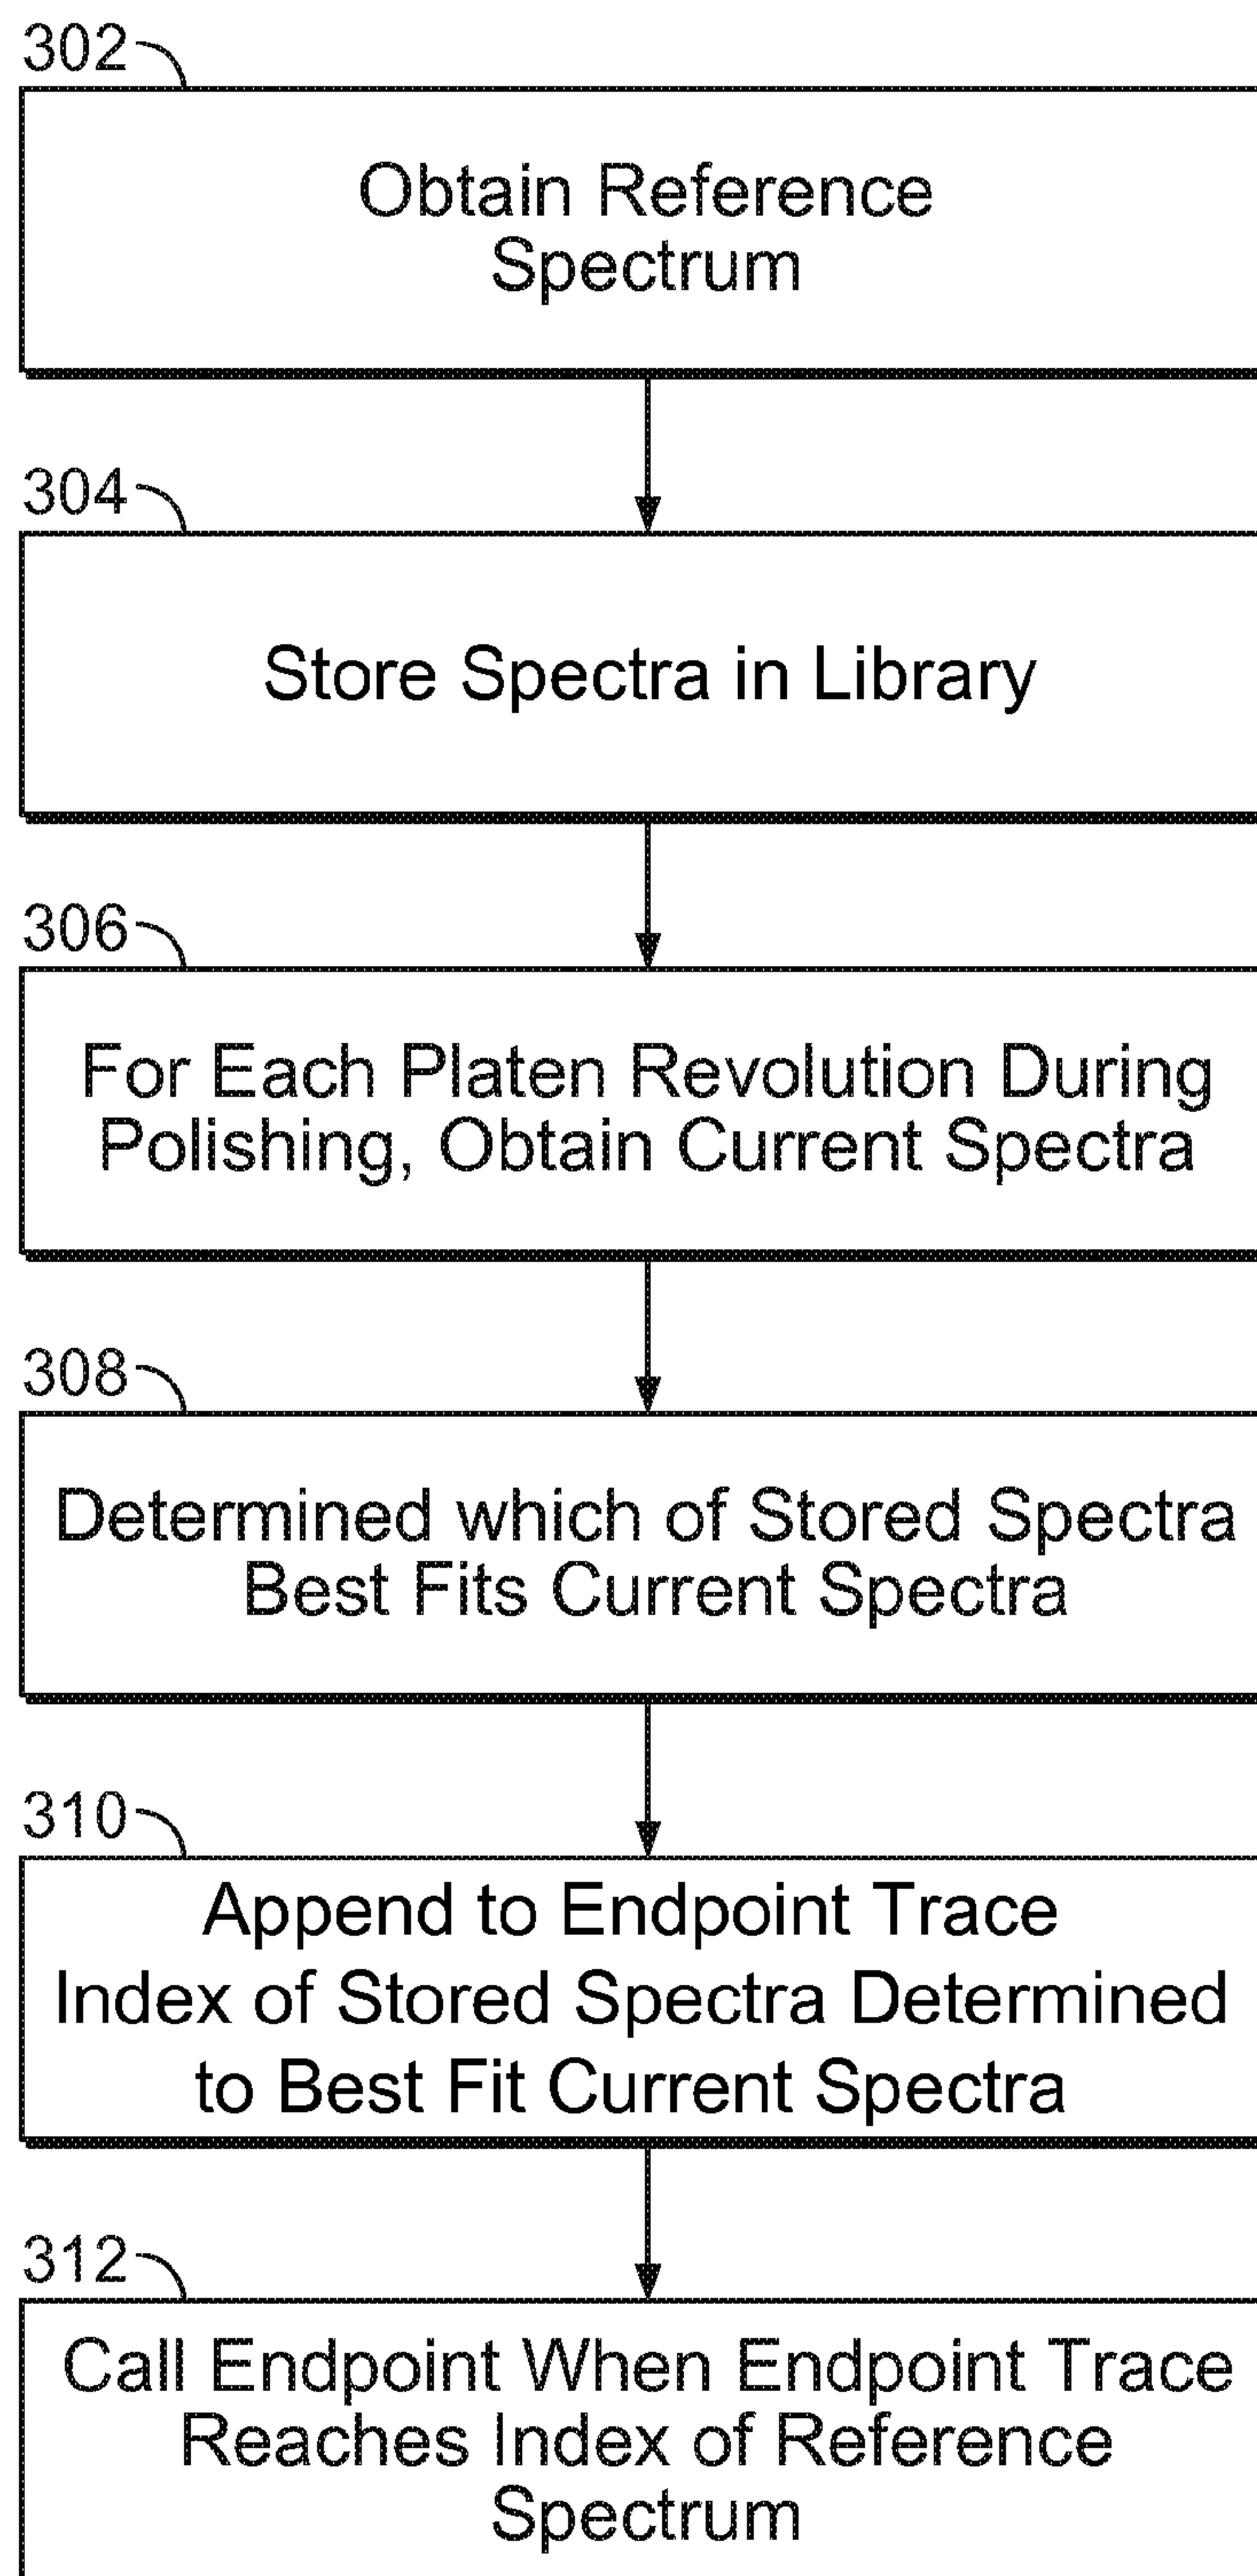 302
Obtain Reference
Spectrum
304
Store Spectra in Library
306
For Each Platen Revolution During
Polishing, Obtain Current Spectra
308
Determined which of Stored Spectra
Best Fits Current Spectra
310
Append to Endpoint Trace
Index of Stored Spectra Determined
to Best Fit Current Spectra
312
Call Endpoint When Endpoint Trace
Reaches Index of Reference
Spectrum